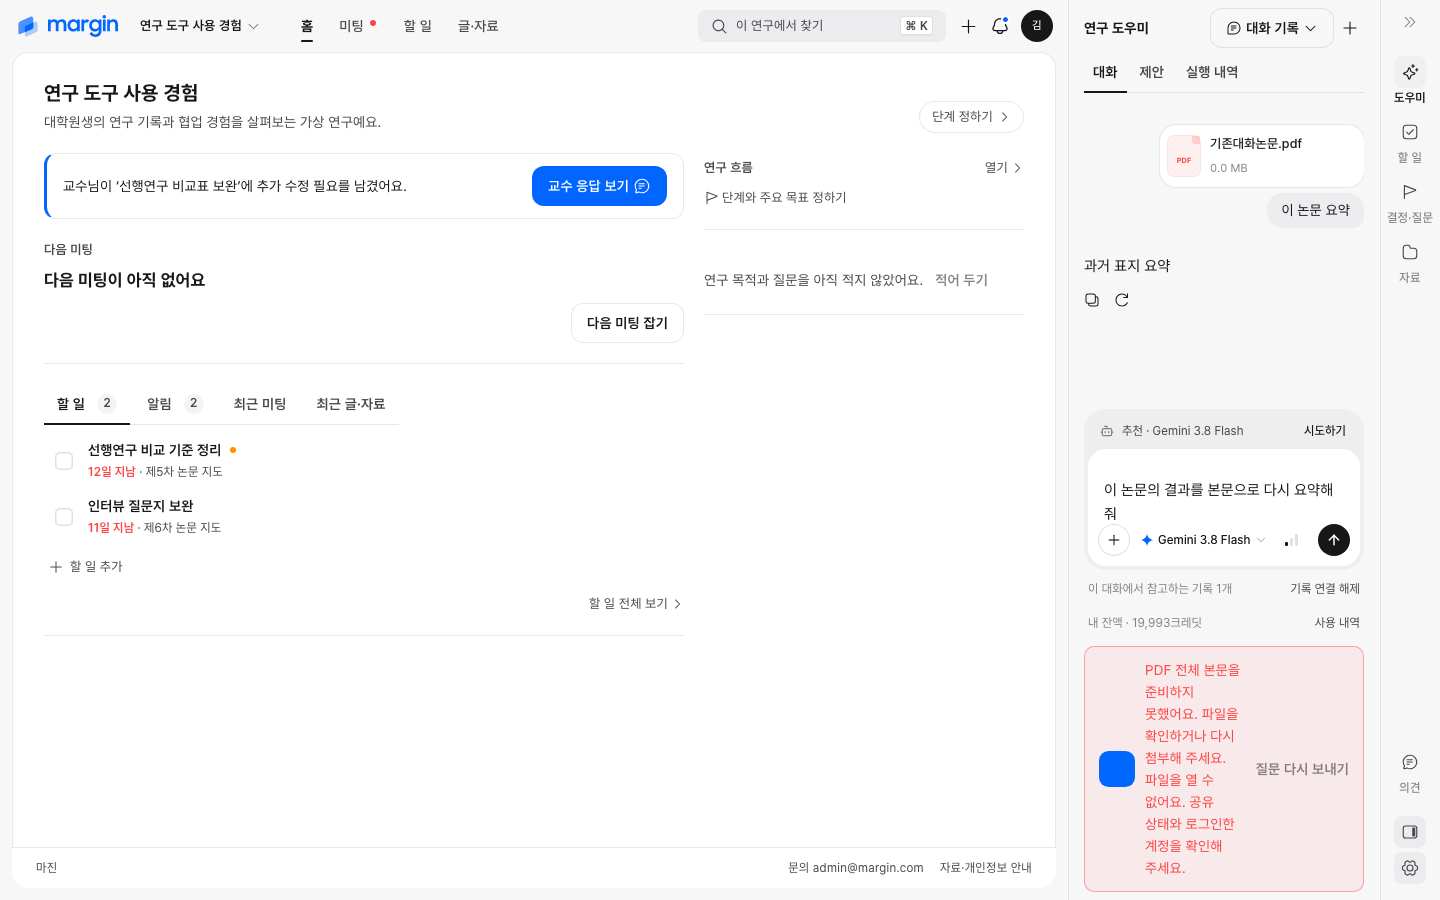 margin
연구 도구 사용 경험
홈
미팅
할 일
글·자료
이 연구에서 찾기
⌘ K
김
연구 도구 사용 경험
대학원생의 연구 기록과 협업 경험을 살펴보는 가상 연구예요.
단계 정하기
교수님이 ‘선행연구 비교표 보완’에 추가 수정 필요를 남겼어요.
교수 응답 보기
다음 미팅
다음 미팅이 아직 없어요
다음 미팅 잡기
할 일 2
알림 2
최근 미팅
최근 글·자료
선행연구 비교 기준 정리
12일 지남 · 제5차 논문 지도
인터뷰 질문지 보완
11일 지남 · 제6차 논문 지도
할 일 추가
할 일 전체 보기
연구 흐름
열기
단계와 주요 목표 정하기
연구 목적과 질문을 아직 적지 않았어요.
적어 두기
마진
문의 admin@margin.com
자료·개인정보 안내
연구 도우미
대화 기록
대화
제안
실행 내역
PDF
기존대화논문.pdf
0.0 MB
이 논문 요약
과거 표지 요약
추천 · Gemini 3.8 Flash
시도하기
이 논문의 결과를 본문으로 다시 요약해
줘
Gemini 3.8 Flash
이 대화에서 참고하는 기록 1개
기록 연결 해제
내 잔액 · 19,993크레딧
사용 내역
PDF 전체 본문을
준비하지
못했어요. 파일을
확인하거나 다시
첨부해 주세요.
파일을 열 수
없어요. 공유
상태와 로그인한
계정을 확인해
주세요.
질문 다시 보내기
도우미
할 일
결정·질문
자료
의견